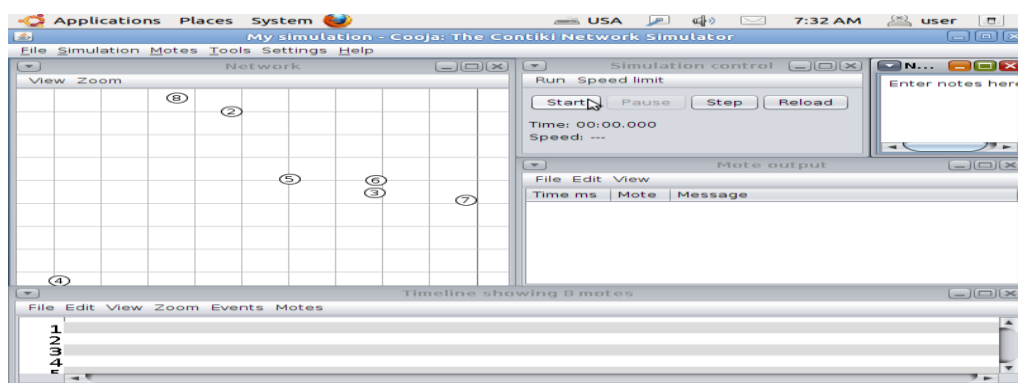 Applications Places System USA 7:32 AM user
My simulation - Cooja: The Contiki Network Simulator
File Simulation Motes Tools Settings Help
Network
View Zoom
8
2
5
6
3
7
4
Simulation control
Run Speed limit
Start Pause Step Reload
Time: 00:00.000
Speed: ---
N...
Enter notes here
Mote output
File Edit View
Time ms Mote Message
Timeline showing 8 motes
File Edit View Zoom Events Motes
1
2
3
4